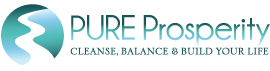 PURE Prosperity
CLEANSE, BALANCE & BUILD YOUR LIFE